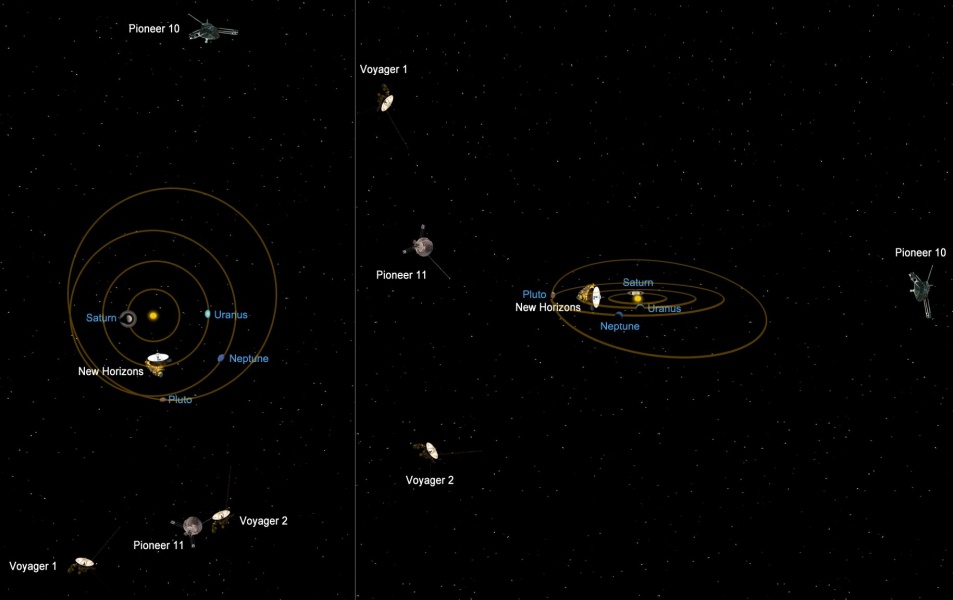 Pioneer 10
Saturn
Uranus
Neptune
New Horizons
Pluto
Voyager 2
Pioneer 11
Voyager 1
Voyager 1
Pioneer 11
Pioneer 10
Saturn
Pluto
New Horizons
Uranus
Neptune
Voyager 2